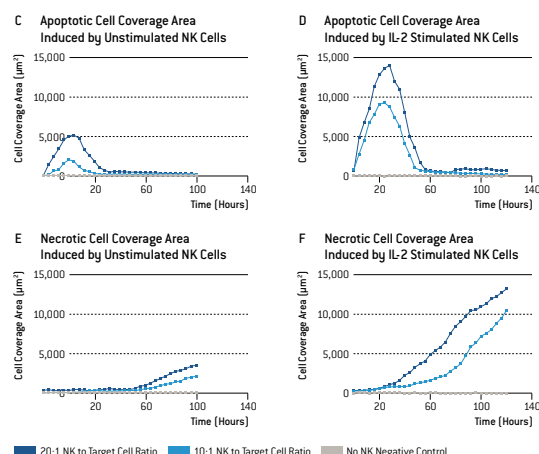 C Apoptotic Cell Coverage Area
Induced by Unstimulated NK Cells
Cell Coverage Area (µm²)
15,000
10,000
5,000
0
20
60
100
140
Time (Hours)
D Apoptotic Cell Coverage Area
Induced by IL-2 Stimulated NK Cells
Cell Coverage Area (µm²)
15,000
10,000
5,000
0
20
60
100
140
Time (Hours)
E Necrotic Cell Coverage Area
Induced by Unstimulated NK Cells
Cell Coverage Area (µm²)
15,000
10,000
5,000
0
20
60
100
140
Time (Hours)
F Necrotic Cell Coverage Area
Induced by IL-2 Stimulated NK Cells
Cell Coverage Area (µm²)
15,000
10,000
5,000
0
20
60
100
140
Time (Hours)
20:1 NK to Target Cell Ratio 10:1 NK to Target Cell Ratio No NK Negative Control